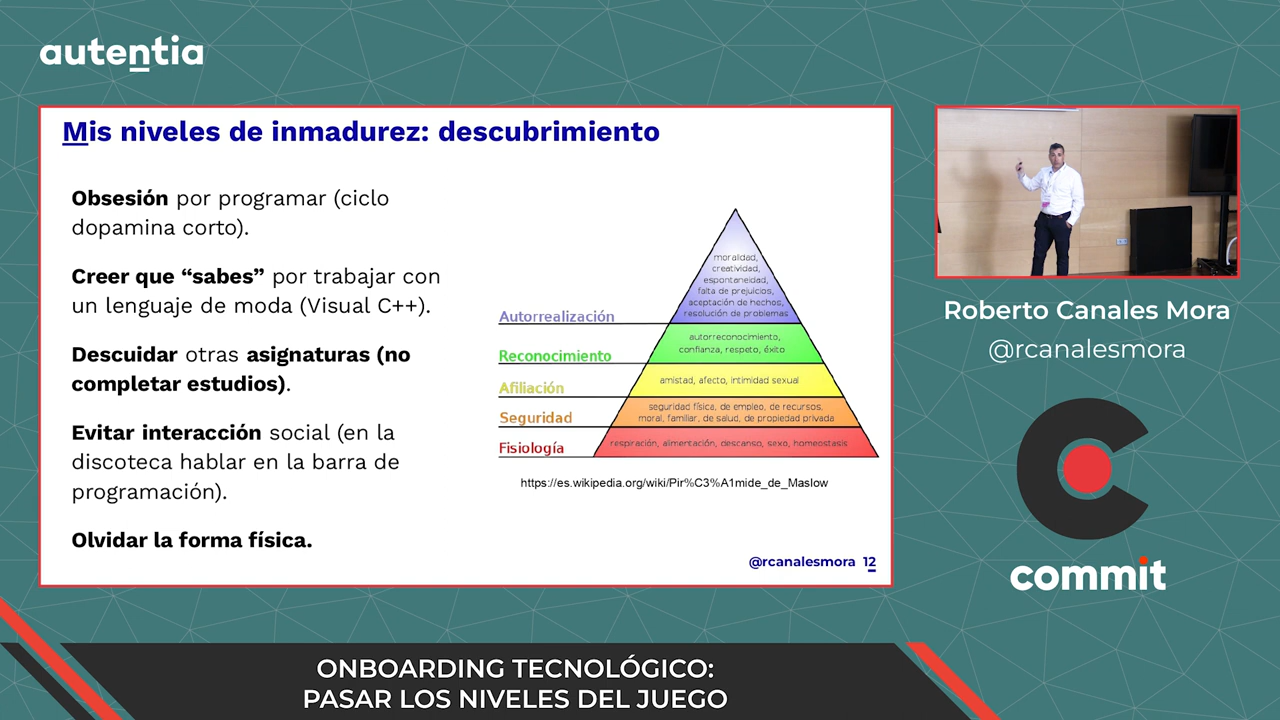 autentia
Mis niveles de inmadurez: descubrimiento
Obsesión por programar (ciclo
dopamina corto).
Creer que “sabes” por trabajar con
un lenguaje de moda (Visual C++).
Descuidar otras asignaturas (no
completar estudios).
Evitar interacción social (en la
discoteca hablar en la barra de
programación).
Olvidar la forma física.
moralidad,
creatividad,
espontaneidad,
falta de prejuicios,
aceptación de hechos,
resolución de problemas
Autorrealización
autorreconocimiento,
confianza, respeto, éxito
Reconocimiento
amistad, afecto, intimidad sexual
Afiliación
seguridad física, de empleo, de recursos,
moral, familiar, de salud, de propiedad privada
Seguridad
respiración, alimentación, descanso, sexo, homeostasis
Fisiología
https://es.wikipedia.org/wiki/Pir%C3%A1mide_de_Maslow
@rcanalesmora 12
Roberto Canales Mora
@rcanalesmora
commit
ONBOARDING TECNOLÓGICO:
PASAR LOS NIVELES DEL JUEGO